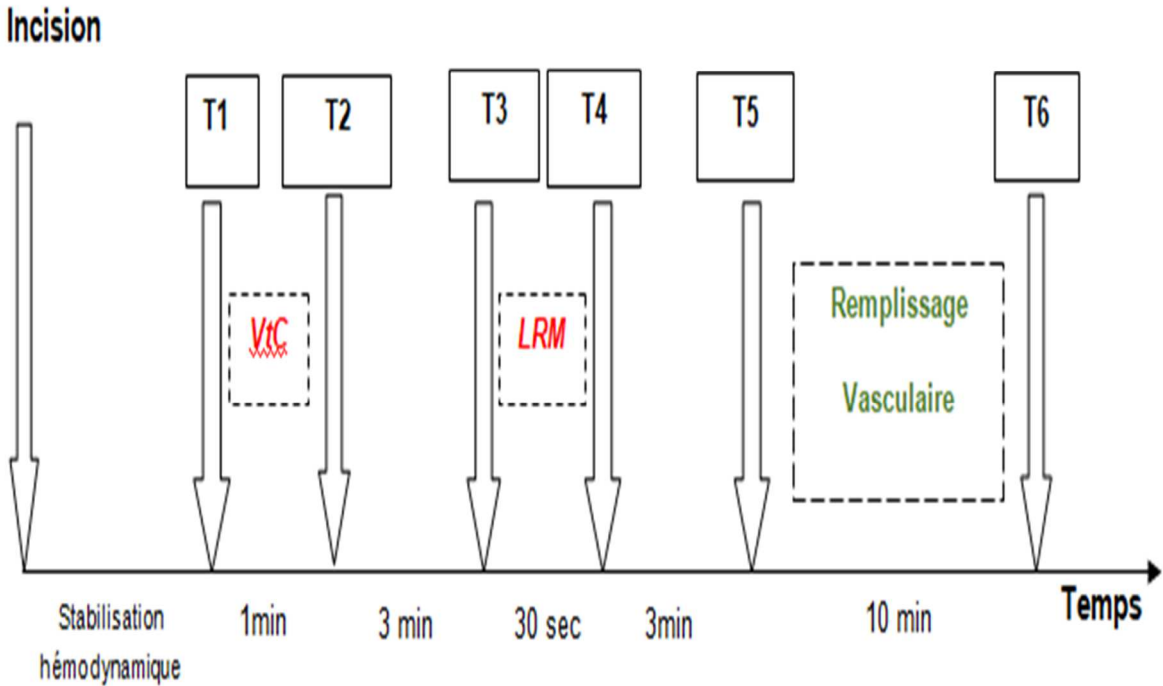 Incision
T1
T2
T3
T4
T5
T6
VtC
LRM
Remplissage
Vasculaire
Stabilisation
hémodynamique
1min
3 min
30 sec
3min
10 min
Temps